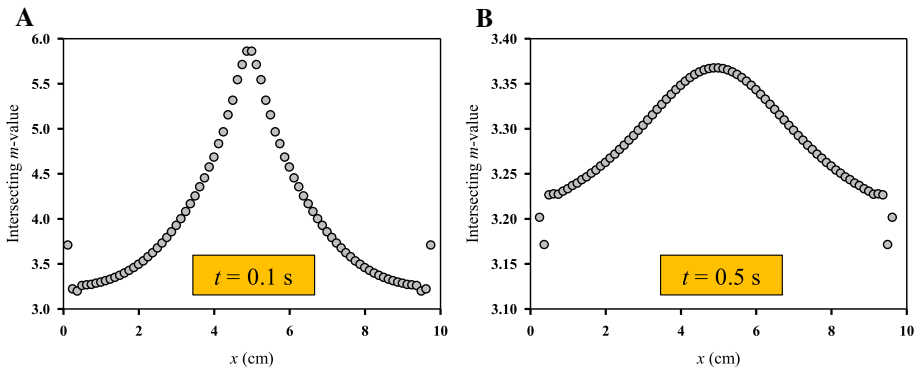 A
6.0
5.5
5.0
4.5
4.0
3.5
3.0
Intersecting m-value
t = 0.1 s
0 2 4 6 8 10
x (cm)
B
3.40
3.35
3.30
3.25
3.20
3.15
3.10
Intersecting m-value
t = 0.5 s
0 2 4 6 8 10
x (cm)